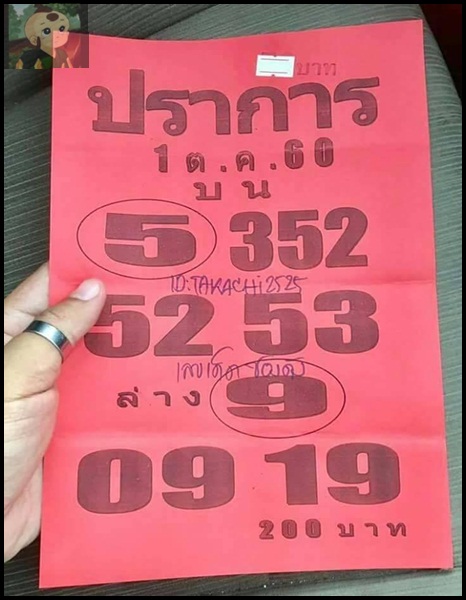 บาท
ปราการ
1 ต.ค. 60
บน
5 352
ID:TAKACHi2525
52 53
ล่าง 9
09 19
200 บาท